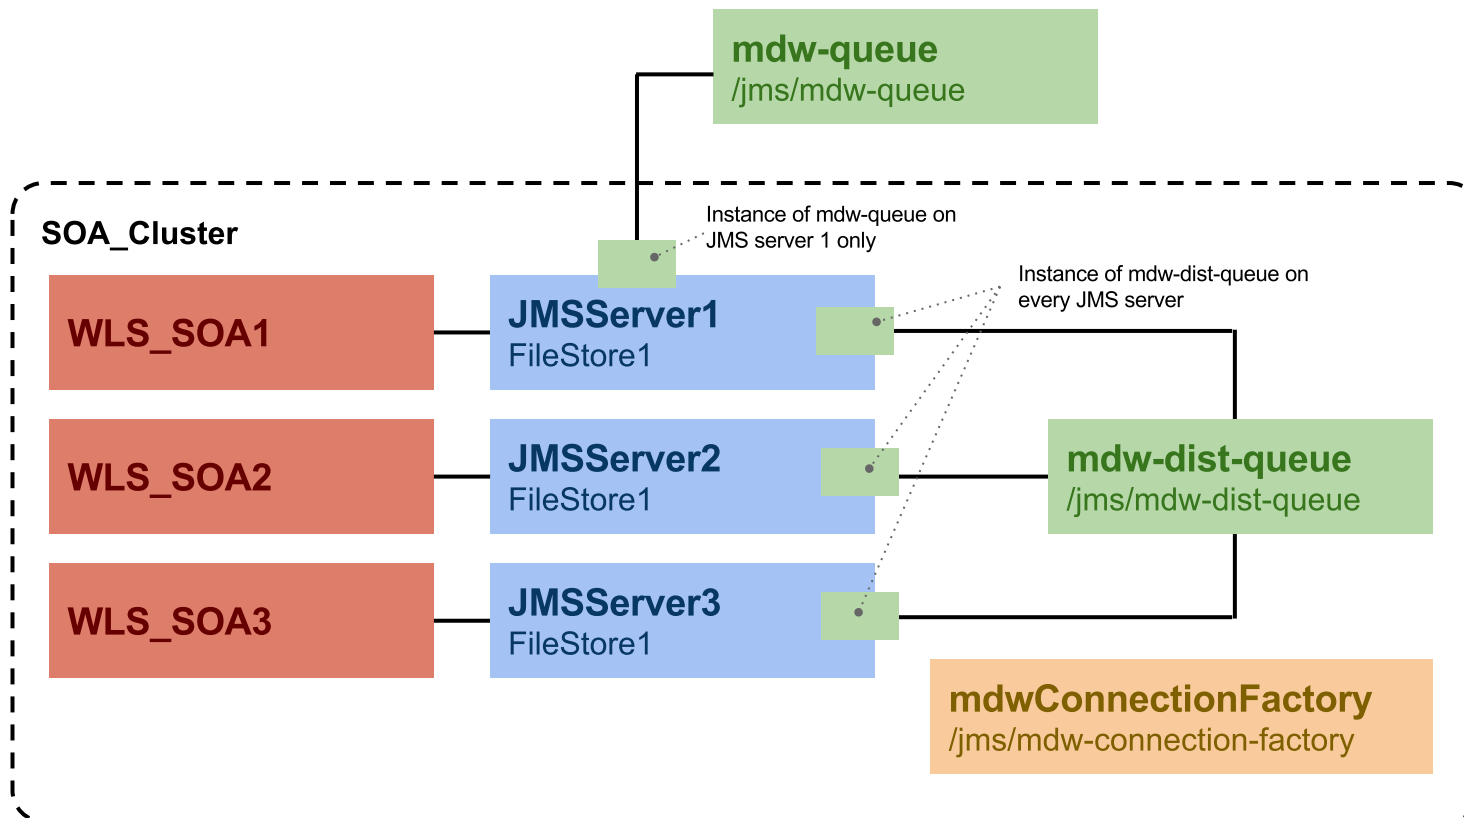 mdw-queue
/jms/mdw-queue
SOA_Cluster
Instance of mdw-queue on
JMS server 1 only
Instance of mdw-dist-queue on
every JMS server
WLS_SOA1
JMSServer1
FileStore1
WLS_SOA2
JMSServer2
FileStore1
mdw-dist-queue
/jms/mdw-dist-queue
WLS_SOA3
JMSServer3
FileStore1
mdwConnectionFactory
/jms/mdw-connection-factory